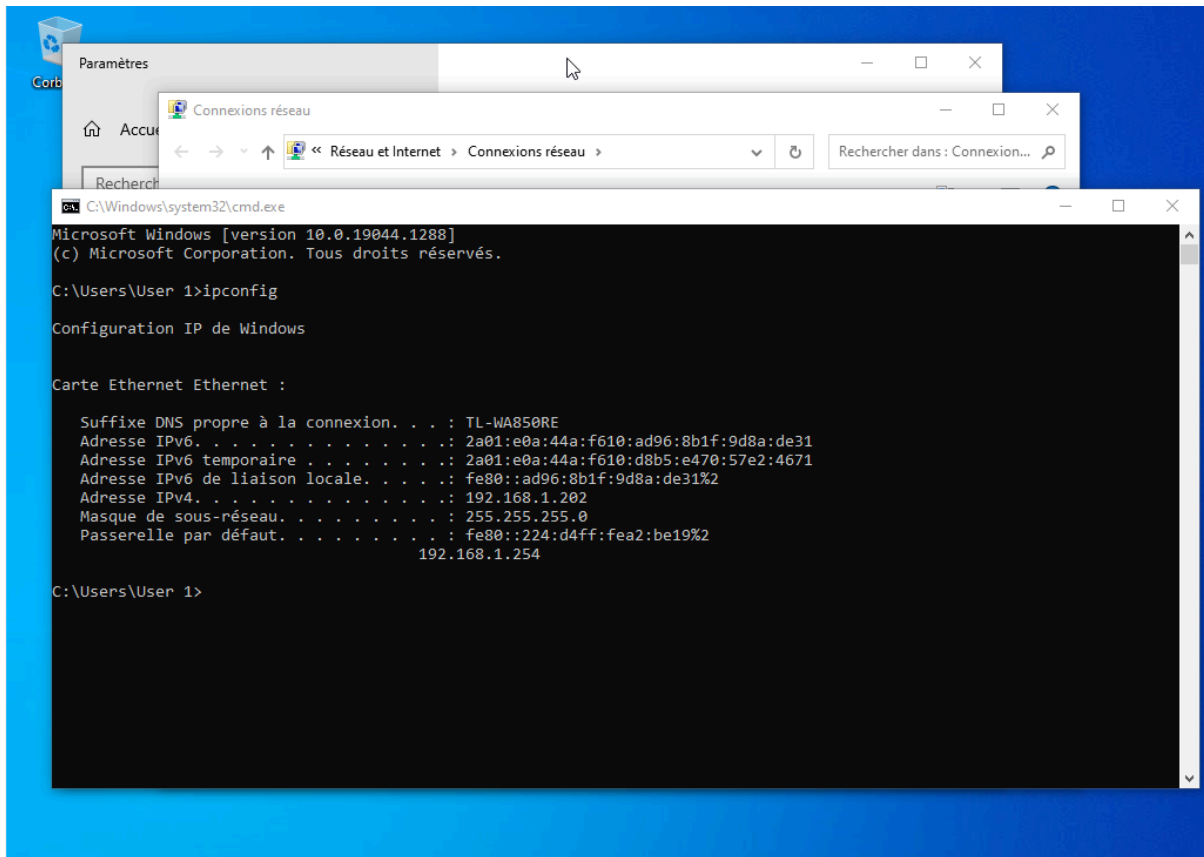 Corb
Paramètres
Connexions réseau
Accue
« Réseau et Internet > Connexions réseau >
Rechercher dans : Connexion...
Recherch
C:\Windows\system32\cmd.exe
Microsoft Windows [version 10.0.19044.1288]
(c) Microsoft Corporation. Tous droits réservés.
C:\Users\User 1>ipconfig
Configuration IP de Windows
Carte Ethernet Ethernet :
Suffixe DNS propre à la connexion. . . : TL-WA850RE
Adresse IPv6. . . . . . . . . . . . . .: 2a01:e0a:44a:f610:ad96:8b1f:9d8a:de31
Adresse IPv6 temporaire . . . . . . . .: 2a01:e0a:44a:f610:d8b5:e470:57e2:4671
Adresse IPv6 de liaison locale. . . . .: fe80::ad96:8b1f:9d8a:de31%2
Adresse IPv4. . . . . . . . . . . . . .: 192.168.1.202
Masque de sous-réseau. . . . . . . . . : 255.255.255.0
Passerelle par défaut. . . . . . . . . : fe80::224:d4ff:fea2:be19%2
192.168.1.254
C:\Users\User 1>